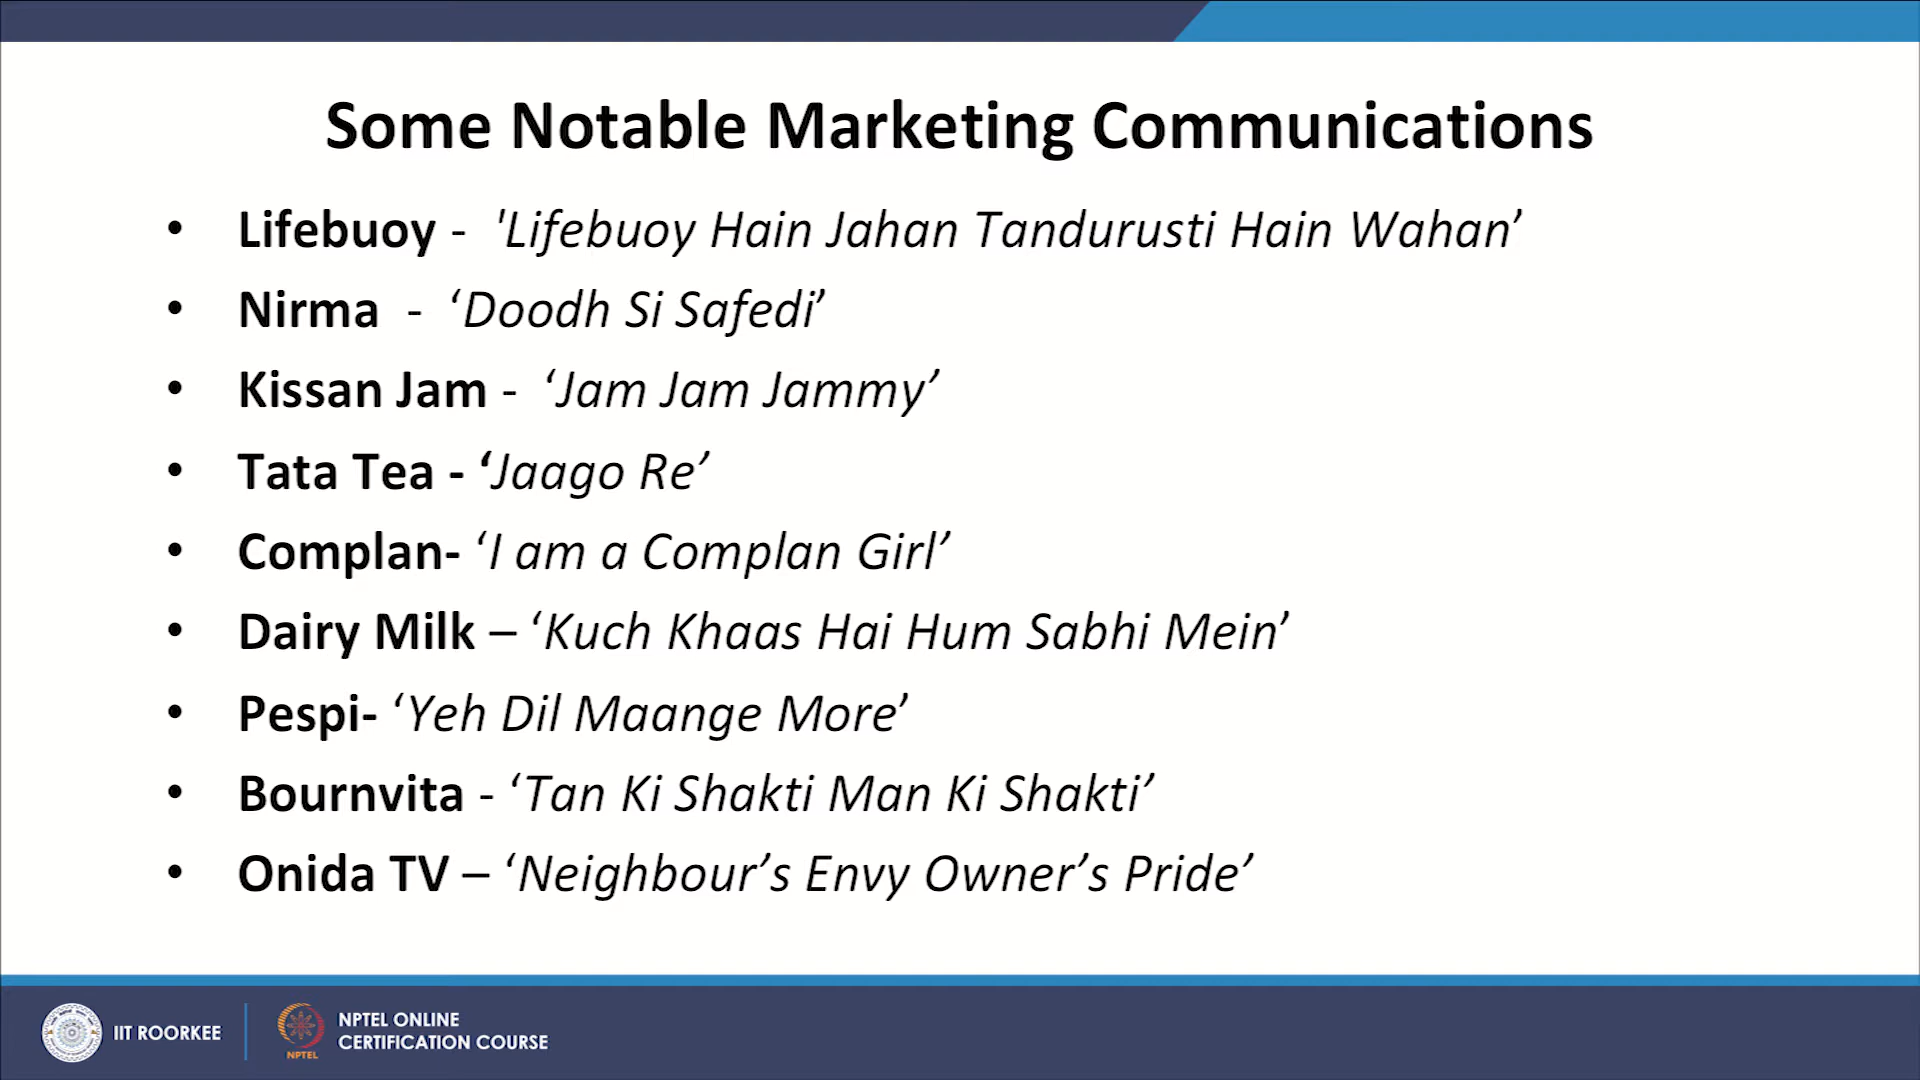 Some Notable Marketing Communications
• Lifebuoy - 'Lifebuoy Hain Jahan Tandurusti Hain Wahan’
• Nirma - ‘Doodh Si Safedi’
• Kissan Jam - ‘Jam Jam Jammy’
• Tata Tea - ‘Jaago Re’
• Complan- ‘I am a Complan Girl’
• Dairy Milk – ‘Kuch Khaas Hai Hum Sabhi Mein’
• Pespi- ‘Yeh Dil Maange More’
• Bournvita - ‘Tan Ki Shakti Man Ki Shakti’
• Onida TV – ‘Neighbour’s Envy Owner’s Pride’
IIT ROORKEE
NPTEL
NPTEL ONLINE
CERTIFICATION COURSE